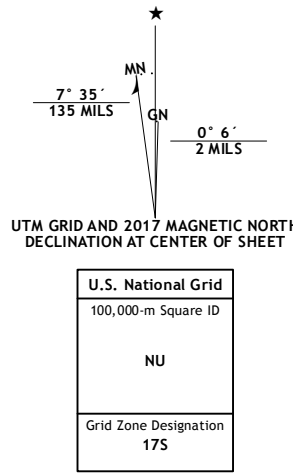 ★
MN
7° 35´
135 MILS
GN
0° 6´
2 MILS
UTM GRID AND 2017 MAGNETIC NORTH
DECLINATION AT CENTER OF SHEET
U.S. National Grid
100,000-m Square ID
NU
Grid Zone Designation
17S